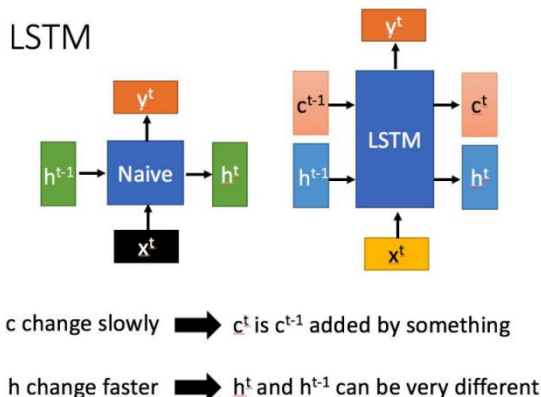 LSTM
yᵗ
hᵗ⁻¹
Naive
hᵗ
xᵗ
yᵗ
cᵗ⁻¹
LSTM
cᵗ
hᵗ⁻¹
hᵗ
xᵗ
c change slowly
cᵗ is cᵗ⁻¹ added by something
h change faster
hᵗ and hᵗ⁻¹ can be very different